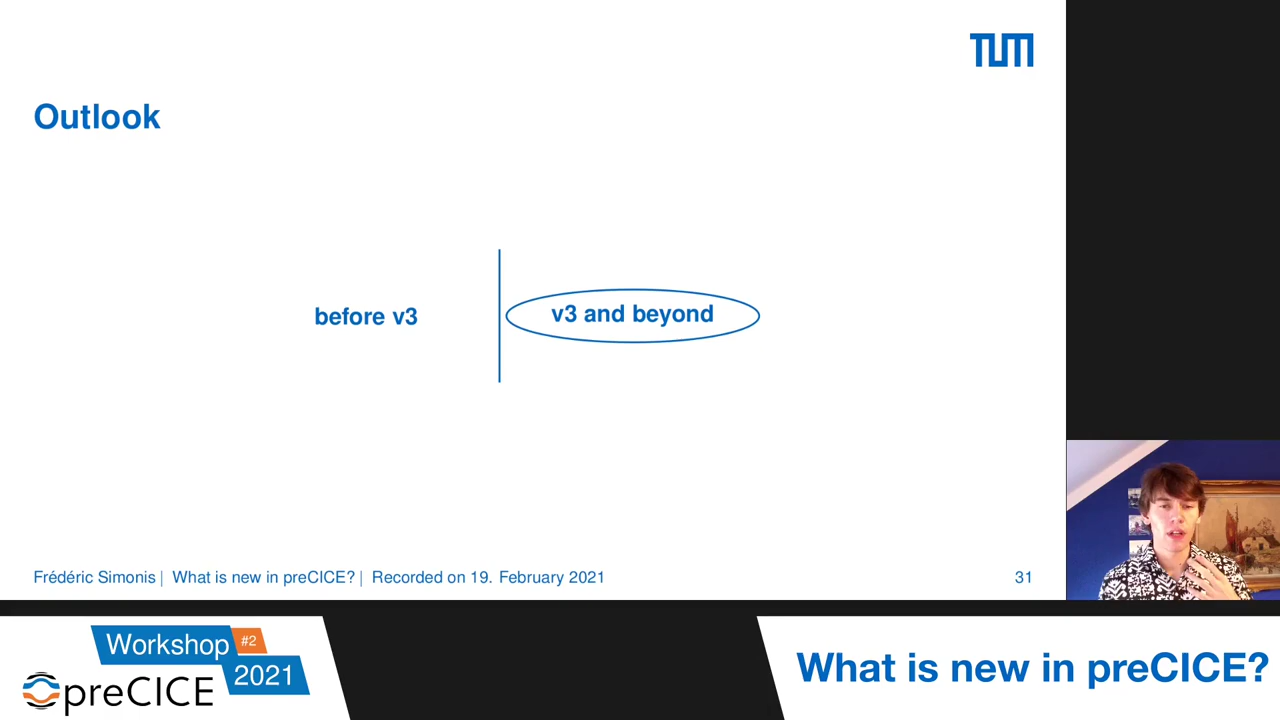 TUM
Outlook
before v3
v3 and beyond
Frédéric Simonis | What is new in preCICE? | Recorded on 19. February 2021
31
Workshop #2
2021
preCICE
What is new in preCICE?